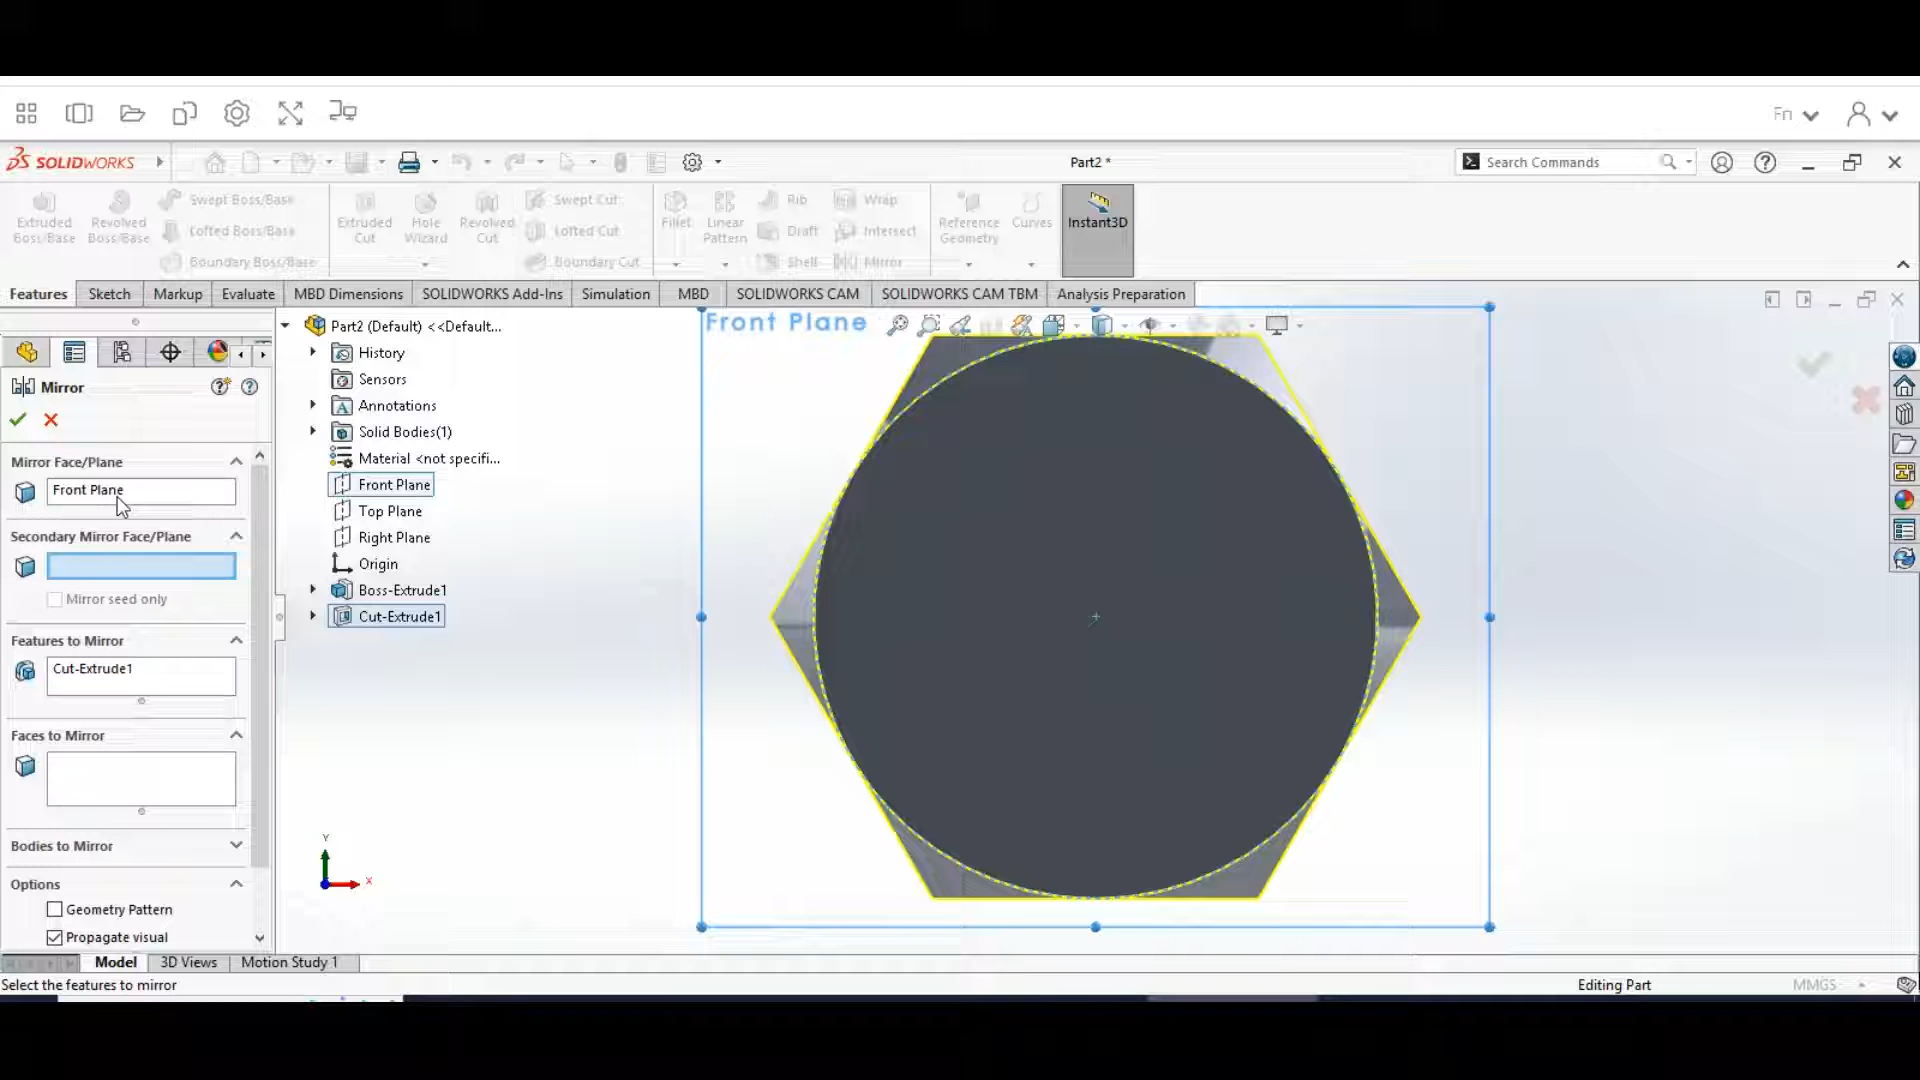 Fn
SOLIDWORKS
Part2 *
Search Commands
Extruded Boss/Base
Revolved Boss/Base
Swept Boss/Base
Lofted Boss/Base
Boundary Boss/Base
Extruded Cut
Hole Wizard
Revolved Cut
Swept Cut
Lofted Cut
Boundary Cut
Fillet
Linear Pattern
Rib
Draft
Shell
Wrap
Intersect
Mirror
Reference Geometry
Curves
Instant3D
Features
Sketch
Markup
Evaluate
MBD Dimensions
SOLIDWORKS Add-Ins
Simulation
MBD
SOLIDWORKS CAM
SOLIDWORKS CAM TBM
Analysis Preparation
Mirror
Mirror Face/Plane
Front Plane
Secondary Mirror Face/Plane
Mirror seed only
Features to Mirror
Cut-Extrude1
Faces to Mirror
Bodies to Mirror
Options
Geometry Pattern
Propagate visual
Part2 (Default) <<Default...
History
Sensors
Annotations
Solid Bodies(1)
Material <not specifi...
Front Plane
Top Plane
Right Plane
Origin
Boss-Extrude1
Cut-Extrude1
Front Plane
Y
X
Model
3D Views
Motion Study 1
Select the features to mirror
Editing Part
MMGS